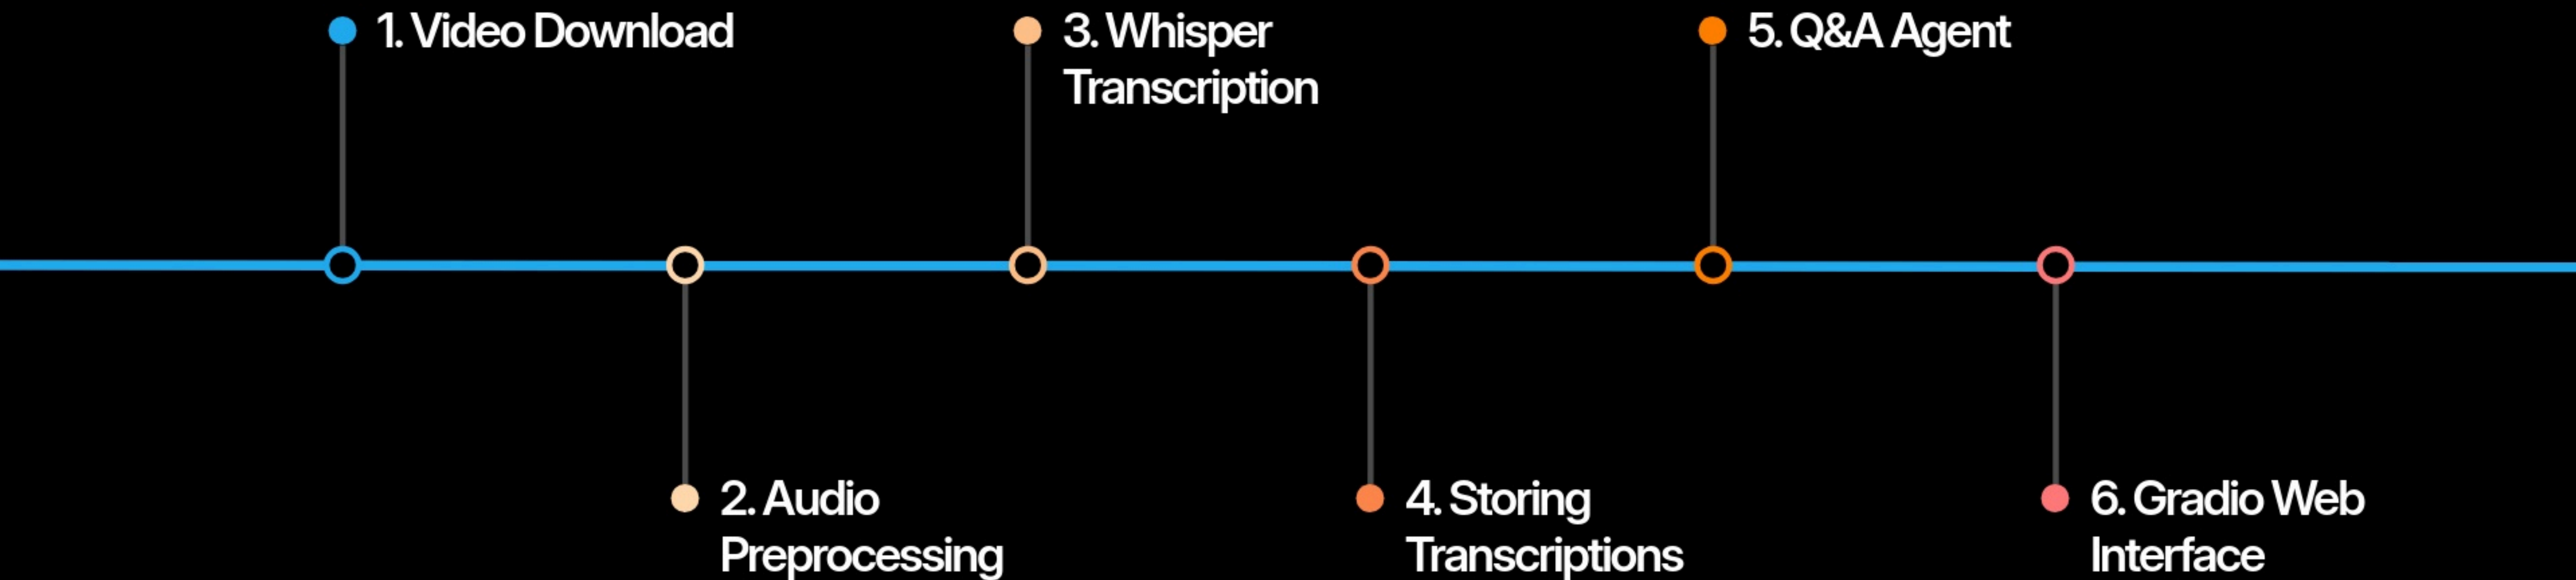 1. Video Download
2. Audio
Preprocessing
3. Whisper
Transcription
4. Storing
Transcriptions
5. Q&A Agent
6. Gradio Web
Interface